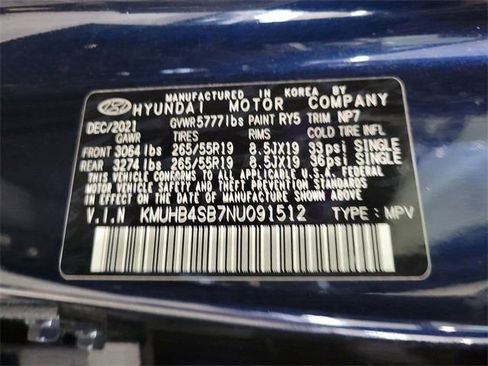 MANUFACTURED IN KOREA BY
HYUNDAI MOTOR COMPANY
DEC/2021 GVWR 5777lbs PAINT RY5 TRIM NP7
GAWR TIRES RIMS COLD TIRE INFL
FRONT 3064 lbs 265/55R19 8.5JX19 33psi SINGLE
REAR 3274 lbs 265/55R19 8.5JX19 36psi SINGLE
THIS VEHICLE CONFORMS TO ALL APPLICABLE U.S.A. FEDERAL
MOTOR VEHICLE SAFETY AND THEFT PREVENTION STANDARDS
IN EFFECT ON THE DATE OF MANUFACTURE SHOWN ABOVE.
V.I.N KMUHB4SB7NU091512 TYPE : MPV